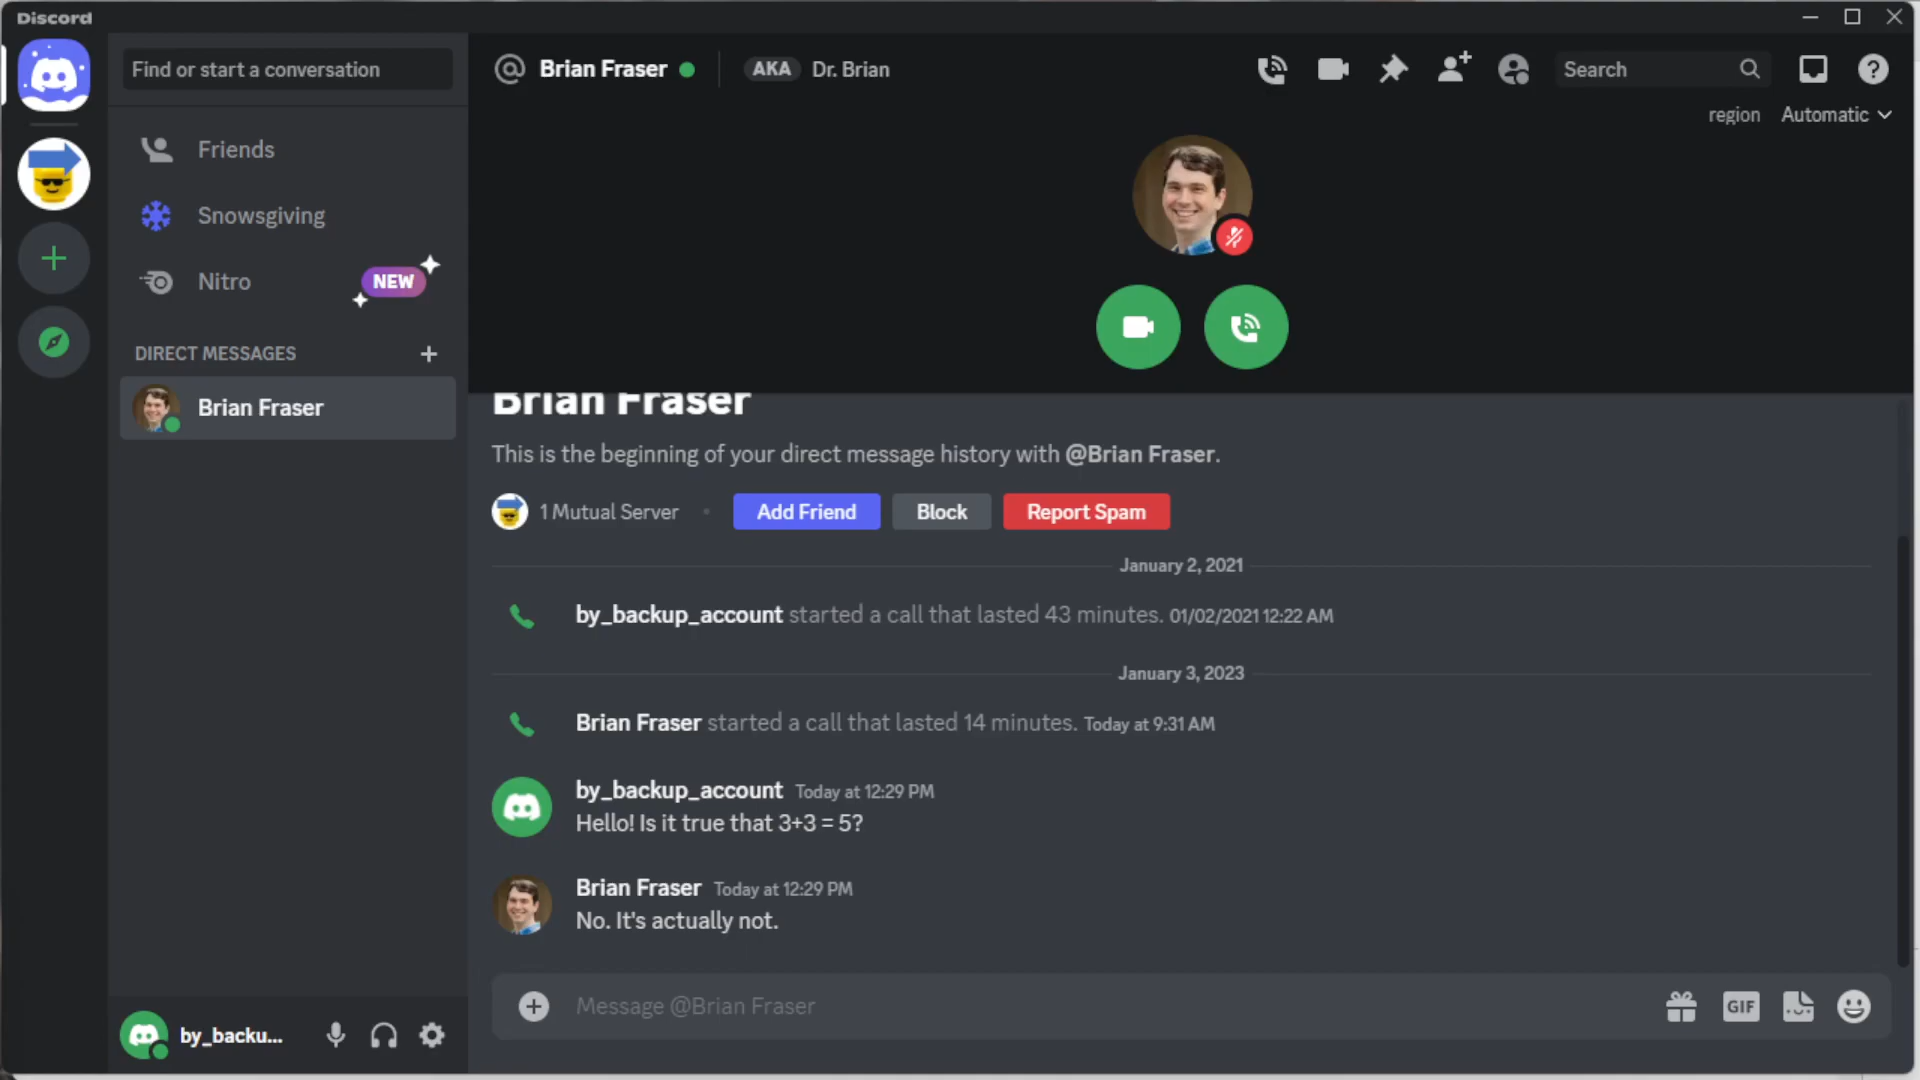 Discord
Find or start a conversation
Friends
Snowsgiving
Nitro
NEW
DIRECT MESSAGES
Brian Fraser
by_backu...
Brian Fraser
AKA Dr. Brian
Search
region Automatic
Brian Fraser
This is the beginning of your direct message history with @Brian Fraser.
1 Mutual Server
Add Friend
Block
Report Spam
January 2, 2021
by_backup_account started a call that lasted 43 minutes. 01/02/2021 12:22 AM
January 3, 2023
Brian Fraser started a call that lasted 14 minutes. Today at 9:31 AM
by_backup_account Today at 12:29 PM
Hello! Is it true that 3+3 = 5?
Brian Fraser Today at 12:29 PM
No. It's actually not.
Message @Brian Fraser
GIF